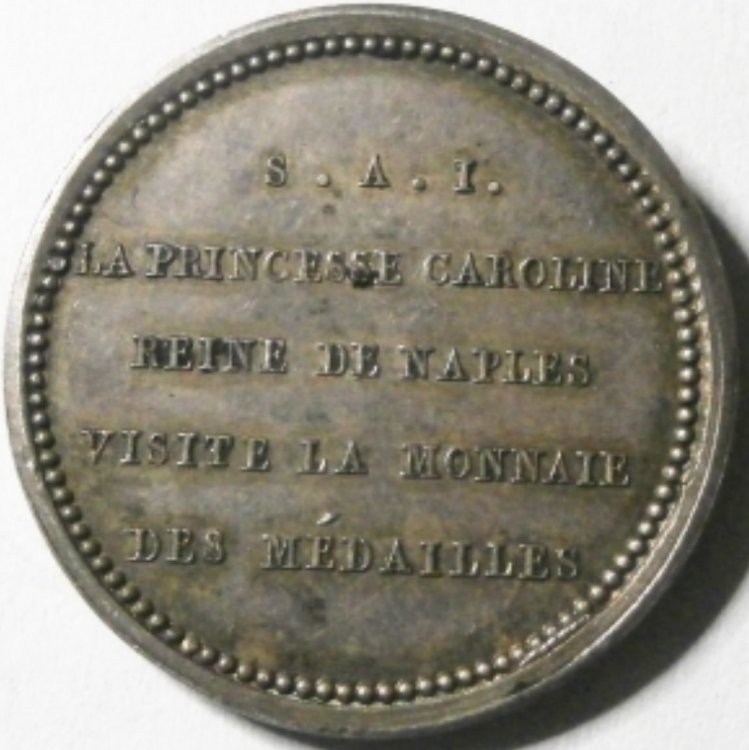 S . A . I .
LA PRINCESSE CAROLINE
REINE DE NAPLES
VISITE LA MONNAIE
DES MÉDAILLES